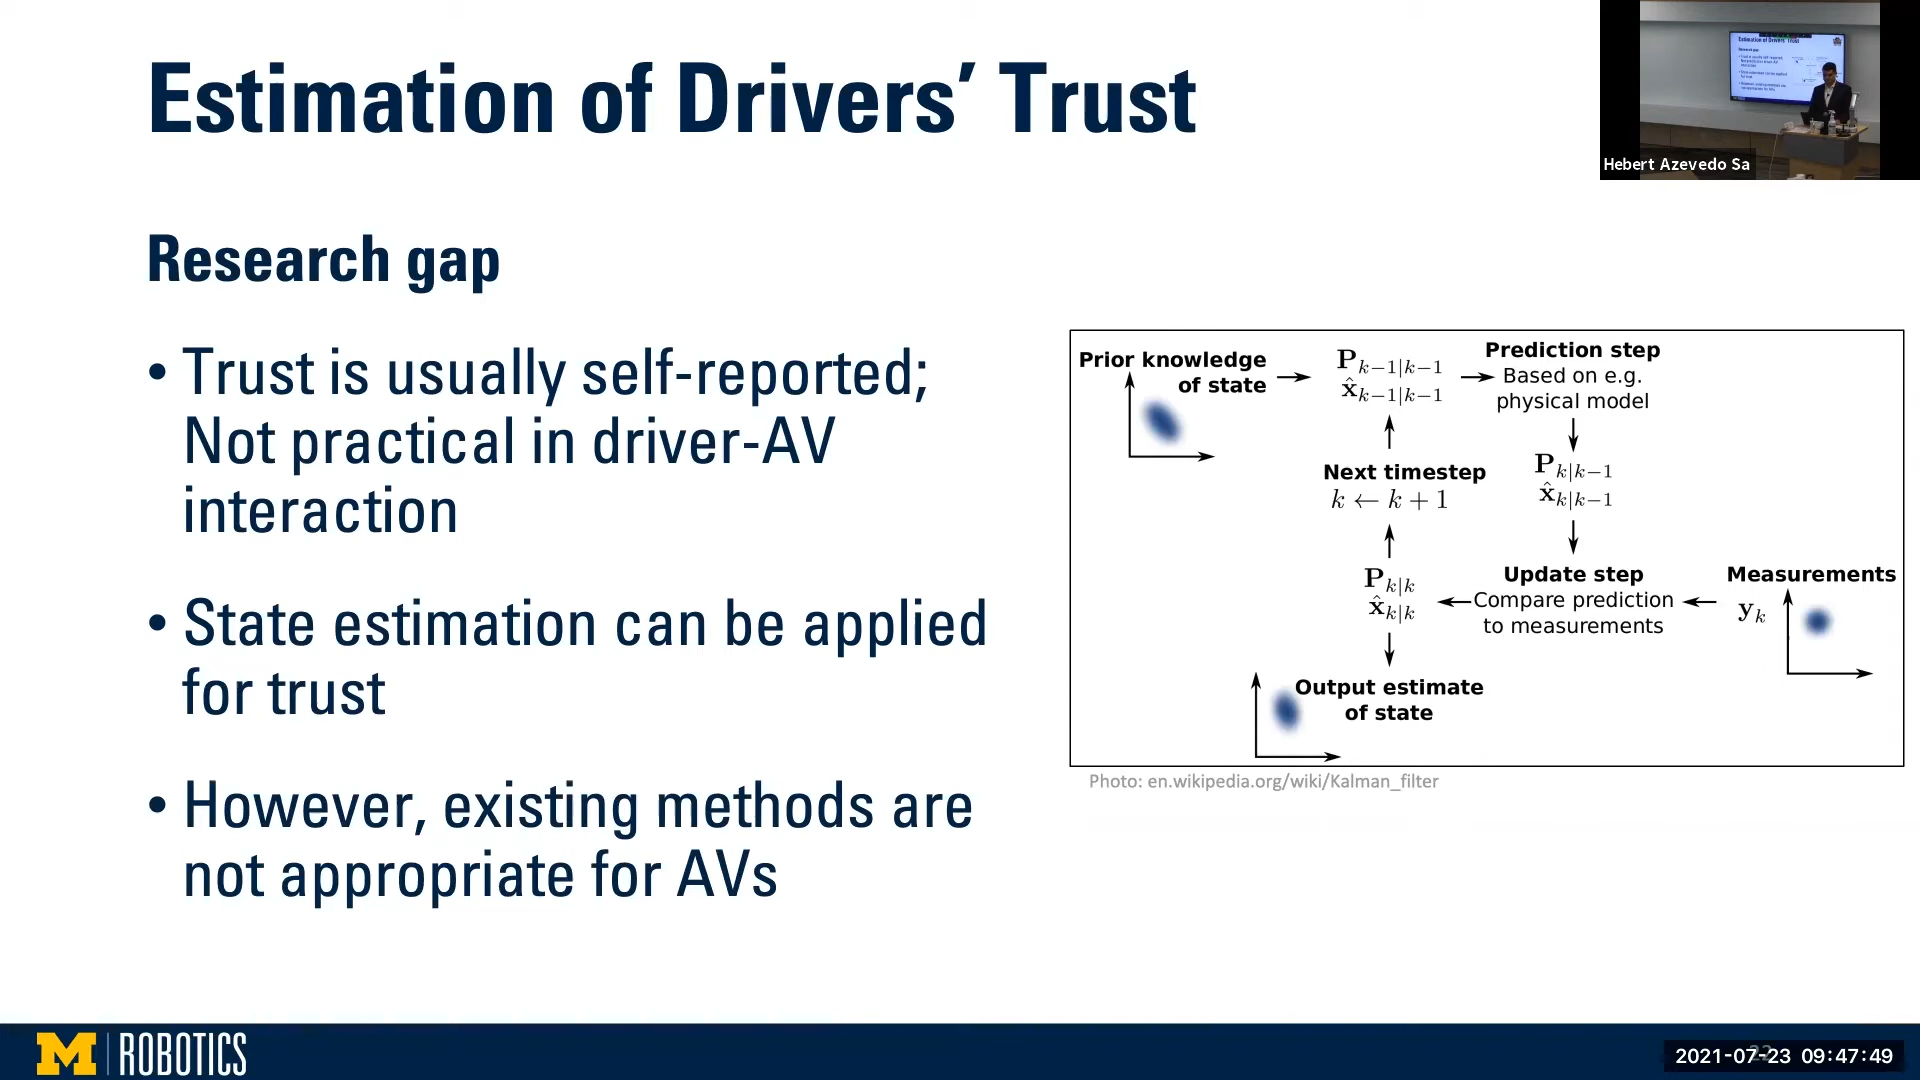 Estimation of Drivers’ Trust
Hebert Azevedo Sa
Research gap
• Trust is usually self-reported;
Not practical in driver-AV
interaction
• State estimation can be applied
for trust
• However, existing methods are
not appropriate for AVs
Prior knowledge
of state
P_{k−1|k−1}
x̂_{k−1|k−1}
Prediction step
Based on e.g.
physical model
Next timestep
k ← k + 1
P_{k|k−1}
x̂_{k|k−1}
P_{k|k}
x̂_{k|k}
Update step
Compare prediction
to measurements
Measurements
y_k
Output estimate
of state
Photo: en.wikipedia.org/wiki/Kalman_filter
M ROBOTICS
2021-07-23 09:47:49